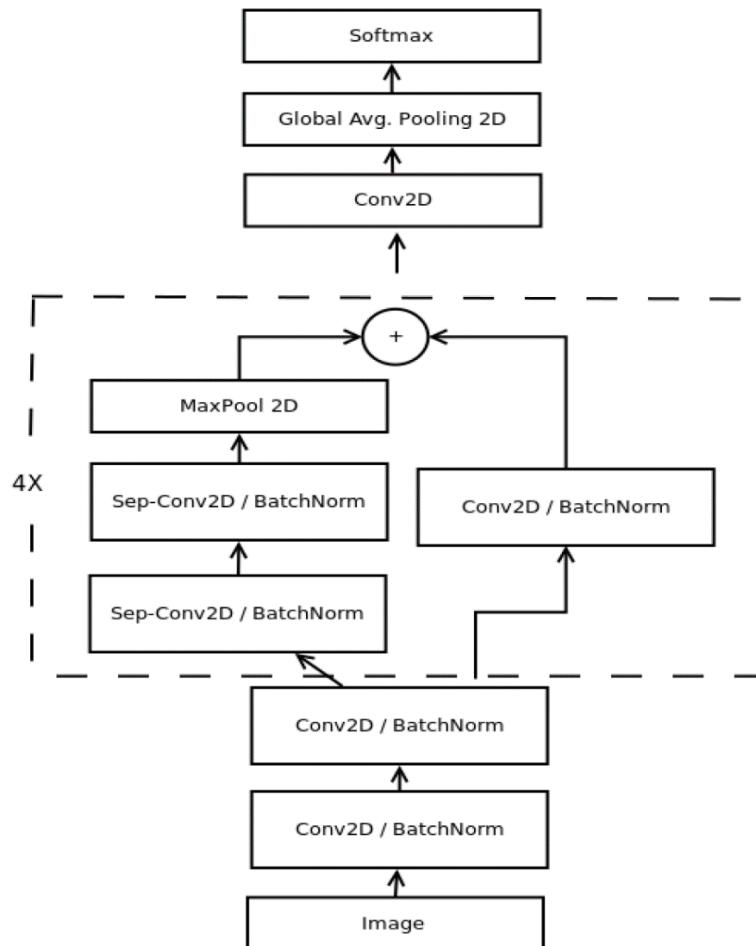 Softmax
Global Avg. Pooling 2D
Conv2D
+
MaxPool 2D
4X
Sep-Conv2D / BatchNorm
Conv2D / BatchNorm
Sep-Conv2D / BatchNorm
Conv2D / BatchNorm
Conv2D / BatchNorm
Image